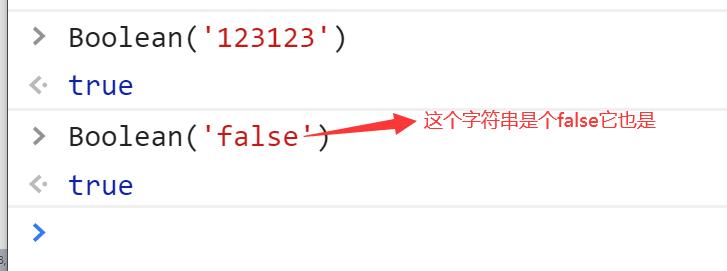 > Boolean('123123')
<· true
> Boolean('false')
这个字符串是个false它也是
<· true
>